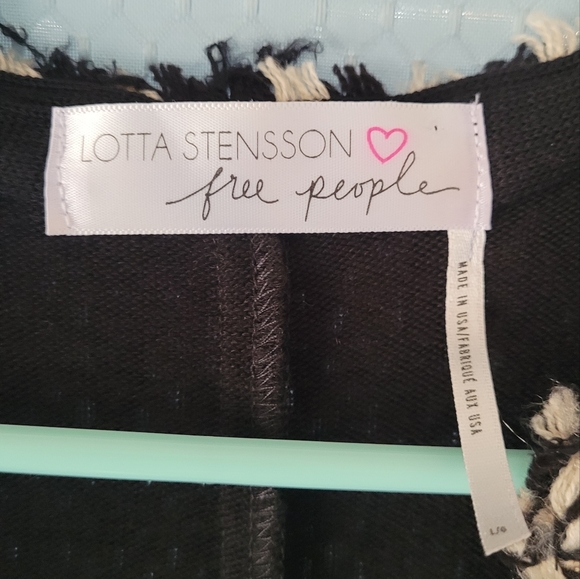 LOTTA STENSSON
free people
MADE IN USA/FABRIQUÉ AUX USA
L/G